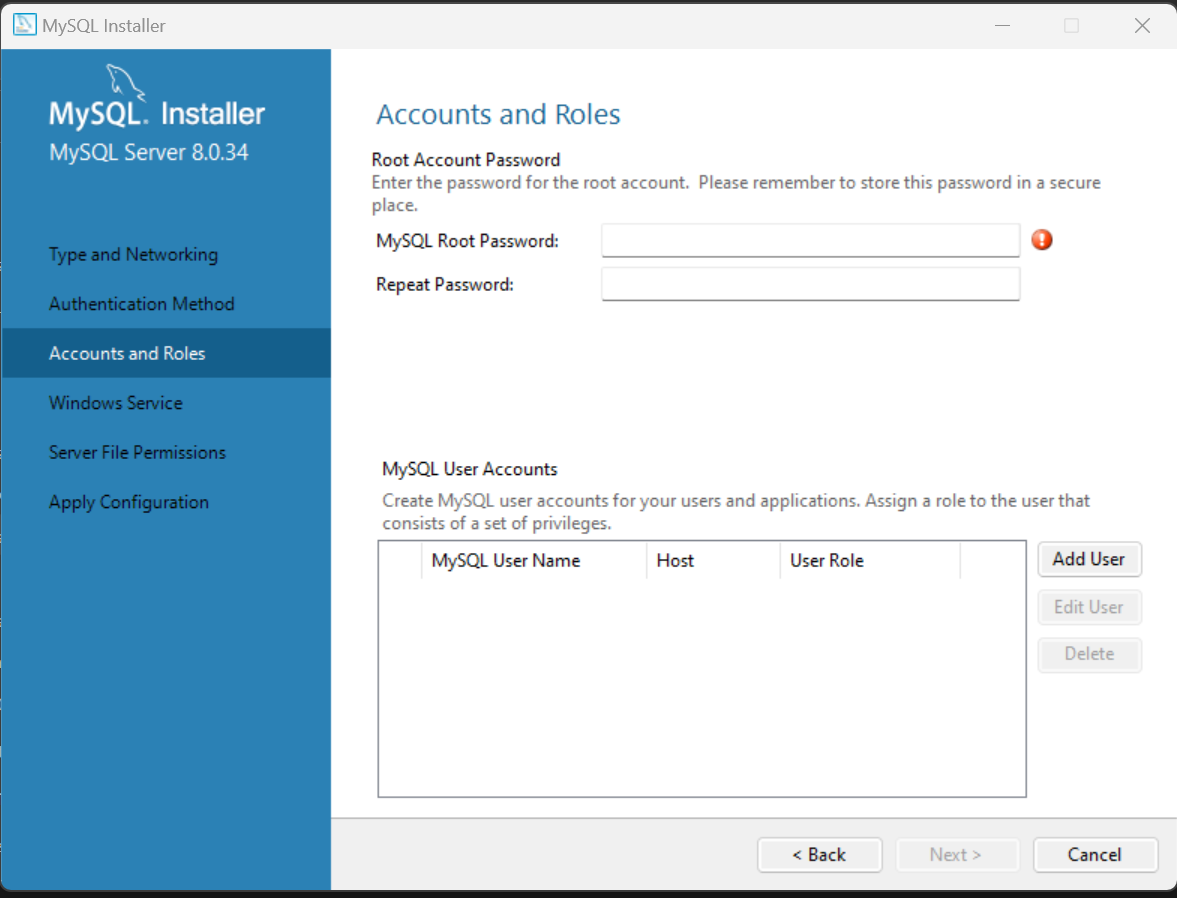 MySQL Installer
MySQL. Installer
MySQL Server 8.0.34
Type and Networking
Authentication Method
Accounts and Roles
Windows Service
Server File Permissions
Apply Configuration
Accounts and Roles
Root Account Password
Enter the password for the root account.  Please remember to store this password in a secure
place.
MySQL Root Password:
Repeat Password:
MySQL User Accounts
Create MySQL user accounts for your users and applications. Assign a role to the user that
consists of a set of privileges.
MySQL User Name Host User Role
Add User
Edit User
Delete
< Back Next > Cancel